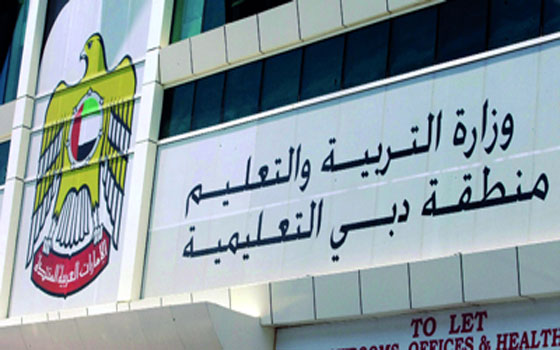 وزارة التربية والتعليم
منطقة دبي التعليمية
الإمارات العربية المتحدة
TO LET
OFFICES & HEALTH